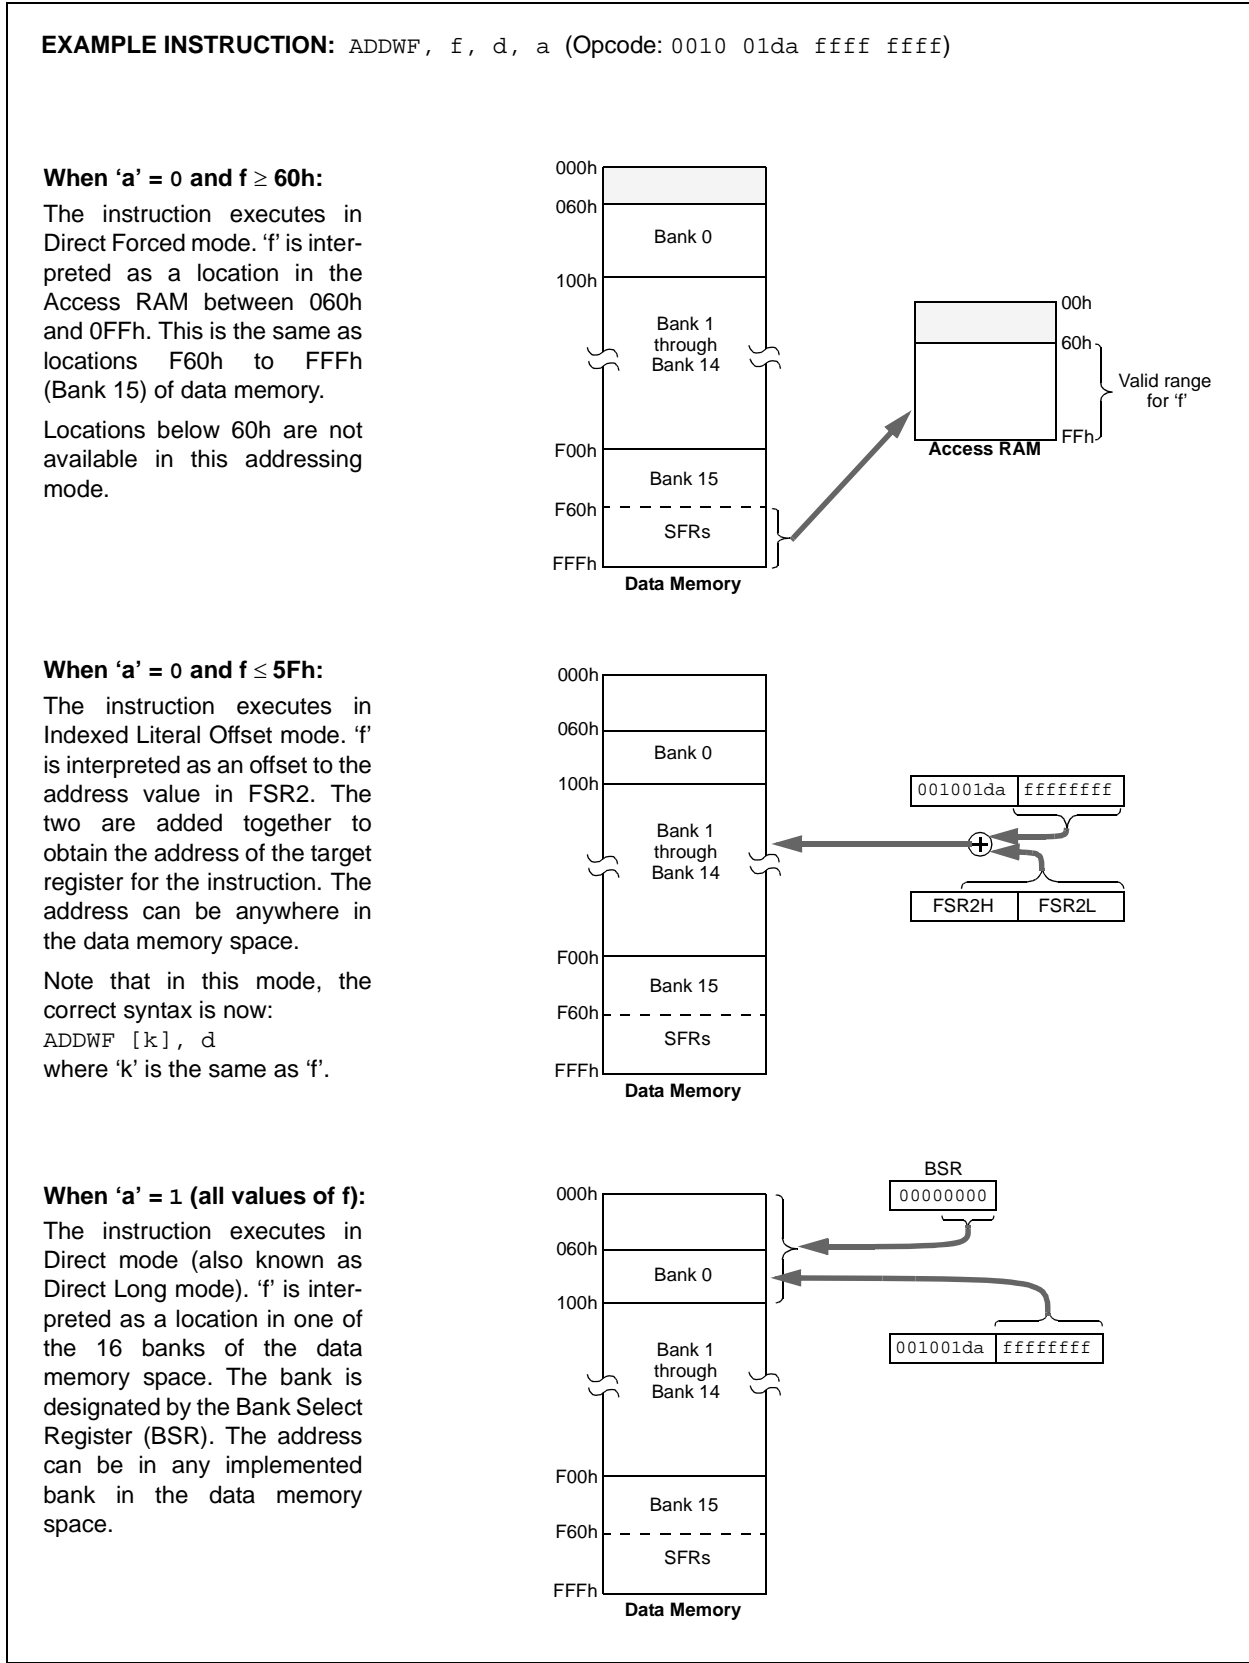 EXAMPLE INSTRUCTION: ADDWF, f, d, a (Opcode: 0010 01da ffff ffff)
When ‘a’ = 0 and f ≥ 60h:
The instruction executes in
Direct Forced mode. ‘f’ is inter-
preted as a location in the
Access RAM between 060h
and 0FFh. This is the same as
locations F60h to FFFh
(Bank 15) of data memory.
Locations below 60h are not
available in this addressing
mode.
000h
060h
Bank 0
100h
Bank 1
through
Bank 14
F00h
Bank 15
F60h
SFRs
FFFh
Data Memory
00h
60h
Valid range
for ‘f’
FFh
Access RAM
When ‘a’ = 0 and f ≤ 5Fh:
The instruction executes in
Indexed Literal Offset mode. ‘f’
is interpreted as an offset to the
address value in FSR2. The
two are added together to
obtain the address of the target
register for the instruction. The
address can be anywhere in
the data memory space.
Note that in this mode, the
correct syntax is now:
ADDWF [k], d
where ‘k’ is the same as ‘f’.
000h
060h
Bank 0
100h
Bank 1
through
Bank 14
F00h
Bank 15
F60h
SFRs
FFFh
Data Memory
001001da ffffffff
FSR2H FSR2L
When ‘a’ = 1 (all values of f):
The instruction executes in
Direct mode (also known as
Direct Long mode). ‘f’ is inter-
preted as a location in one of
the 16 banks of the data
memory space. The bank is
designated by the Bank Select
Register (BSR). The address
can be in any implemented
bank in the data memory
space.
000h
060h
Bank 0
100h
Bank 1
through
Bank 14
F00h
Bank 15
F60h
SFRs
FFFh
Data Memory
BSR
00000000
001001da ffffffff